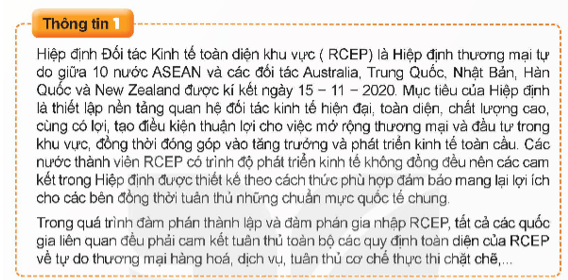 Thông tin 1
Hiệp định Đối tác Kinh tế toàn diện khu vực ( RCEP) là Hiệp định thương mại tự
do giữa 10 nước ASEAN và các đối tác Australia, Trung Quốc, Nhật Bản, Hàn
Quốc và New Zealand được kí kết ngày 15 – 11 – 2020. Mục tiêu của Hiệp định
là thiết lập nền tảng quan hệ đối tác kinh tế hiện đại, toàn diện, chất lượng cao,
cùng có lợi, tạo điều kiện thuận lợi cho việc mở rộng thương mại và đầu tư trong
khu vực, đồng thời đóng góp vào tăng trưởng và phát triển kinh tế toàn cầu. Các
nước thành viên RCEP có trình độ phát triển kinh tế không đồng đều nên các cam
kết trong Hiệp định được thiết kế theo cách thức phù hợp đảm bảo mang lại lợi ích
cho các bên đồng thời tuân thủ những chuẩn mực quốc tế chung.
Trong quá trình đàm phán thành lập và đàm phán gia nhập RCEP, tất cả các quốc
gia liên quan đều phải cam kết tuân thủ toàn bộ các quy định toàn diện của RCEP
về tự do thương mại hàng hoá, dịch vụ, tuân thủ cơ chế thực thi chặt chẽ,...